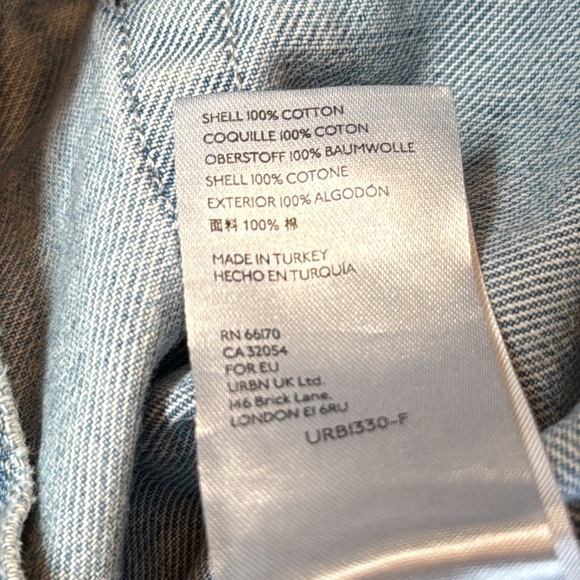 SHELL 100% COTTON
COQUILLE 100% COTON
OBERSTOFF 100% BAUMWOLLE
SHELL 100% COTONE
EXTERIOR 100% ALGODÓN
面料 100% 棉
MADE IN TURKEY
HECHO EN TURQUÍA
RN 66170
CA 32054
FOR EU
URBN UK Ltd.
146 Brick Lane,
LONDON E1 6RU
URB1330-F